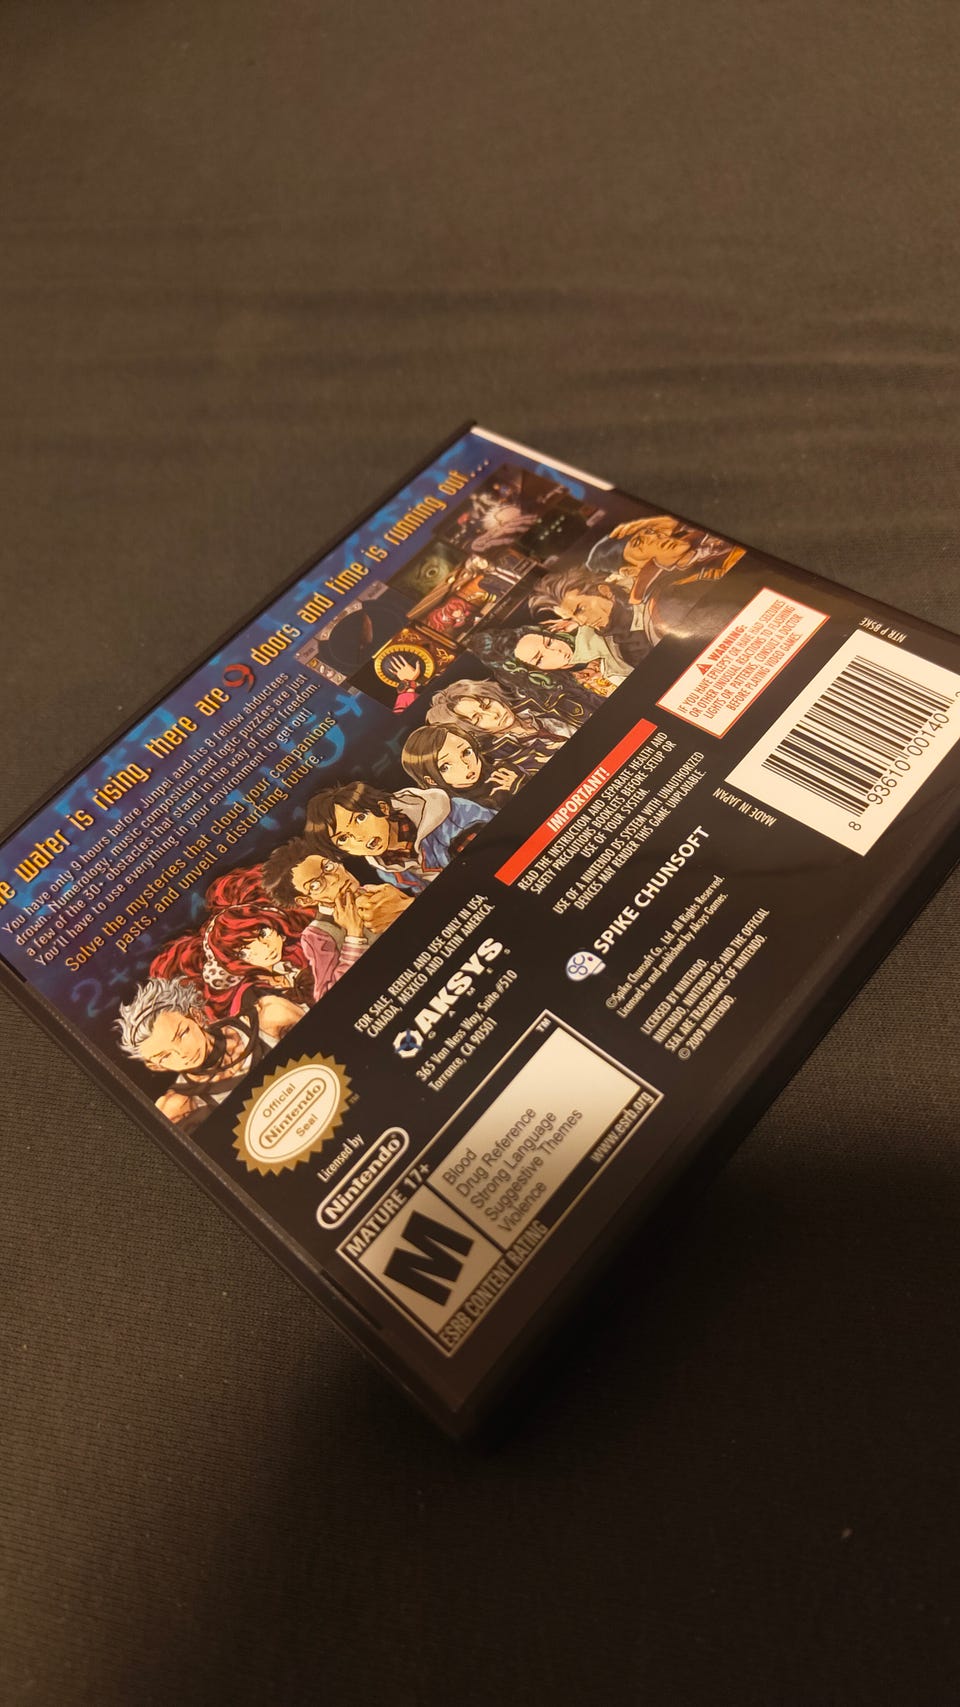 he water is rising, there are 9 doors and time is running out...
You have only 9 hours before Junpei and his 8 fellow abductees
drown. Numerology, music composition and logic puzzles are just
a few of the 30+ obstacles that stand in the way of their freedom.
You'll have to use everything in your environment to get out!
Solve the mysteries that cloud your companions'
pasts, and unveil a disturbing future.
WARNING:
IF YOU HAVE EPILEPSY OR HAVE HAD SEIZURES
OR OTHER UNUSUAL REACTIONS TO FLASHING
LIGHTS OR PATTERNS, CONSULT A DOCTOR
BEFORE PLAYING VIDEO GAMES.
NTR P BSKE
8 93610 00140
MADE IN JAPAN
IMPORTANT!
READ THE INSTRUCTION AND SEPARATE HEALTH AND
SAFETY PRECAUTIONS BOOKLETS BEFORE SETUP OR
USE OF YOUR SYSTEM.
USE OF A NINTENDO DS SYSTEM WITH UNAUTHORIZED
DEVICES MAY RENDER THIS GAME UNPLAYABLE.
FOR SALE, RENTAL AND USE ONLY IN USA,
CANADA, MEXICO AND LATIN AMERICA.
AKSYS
GAMES
365 Van Ness Way, Suite #510
Torrance, CA 90501
SPIKE CHUNSOFT
©Spike Chunsoft Co., Ltd. All Rights Reserved.
Licensed to and published by Aksys Games.
LICENSED BY NINTENDO.
NINTENDO, NINTENDO DS AND THE OFFICIAL
SEAL ARE TRADEMARKS OF NINTENDO.
© 2009 NINTENDO.
Official
Nintendo
Seal
TM
Licensed by
Nintendo®
MATURE 17+
M
TM
Blood
Drug Reference
Strong Language
Suggestive Themes
Violence
ESRB CONTENT RATING
www.esrb.org